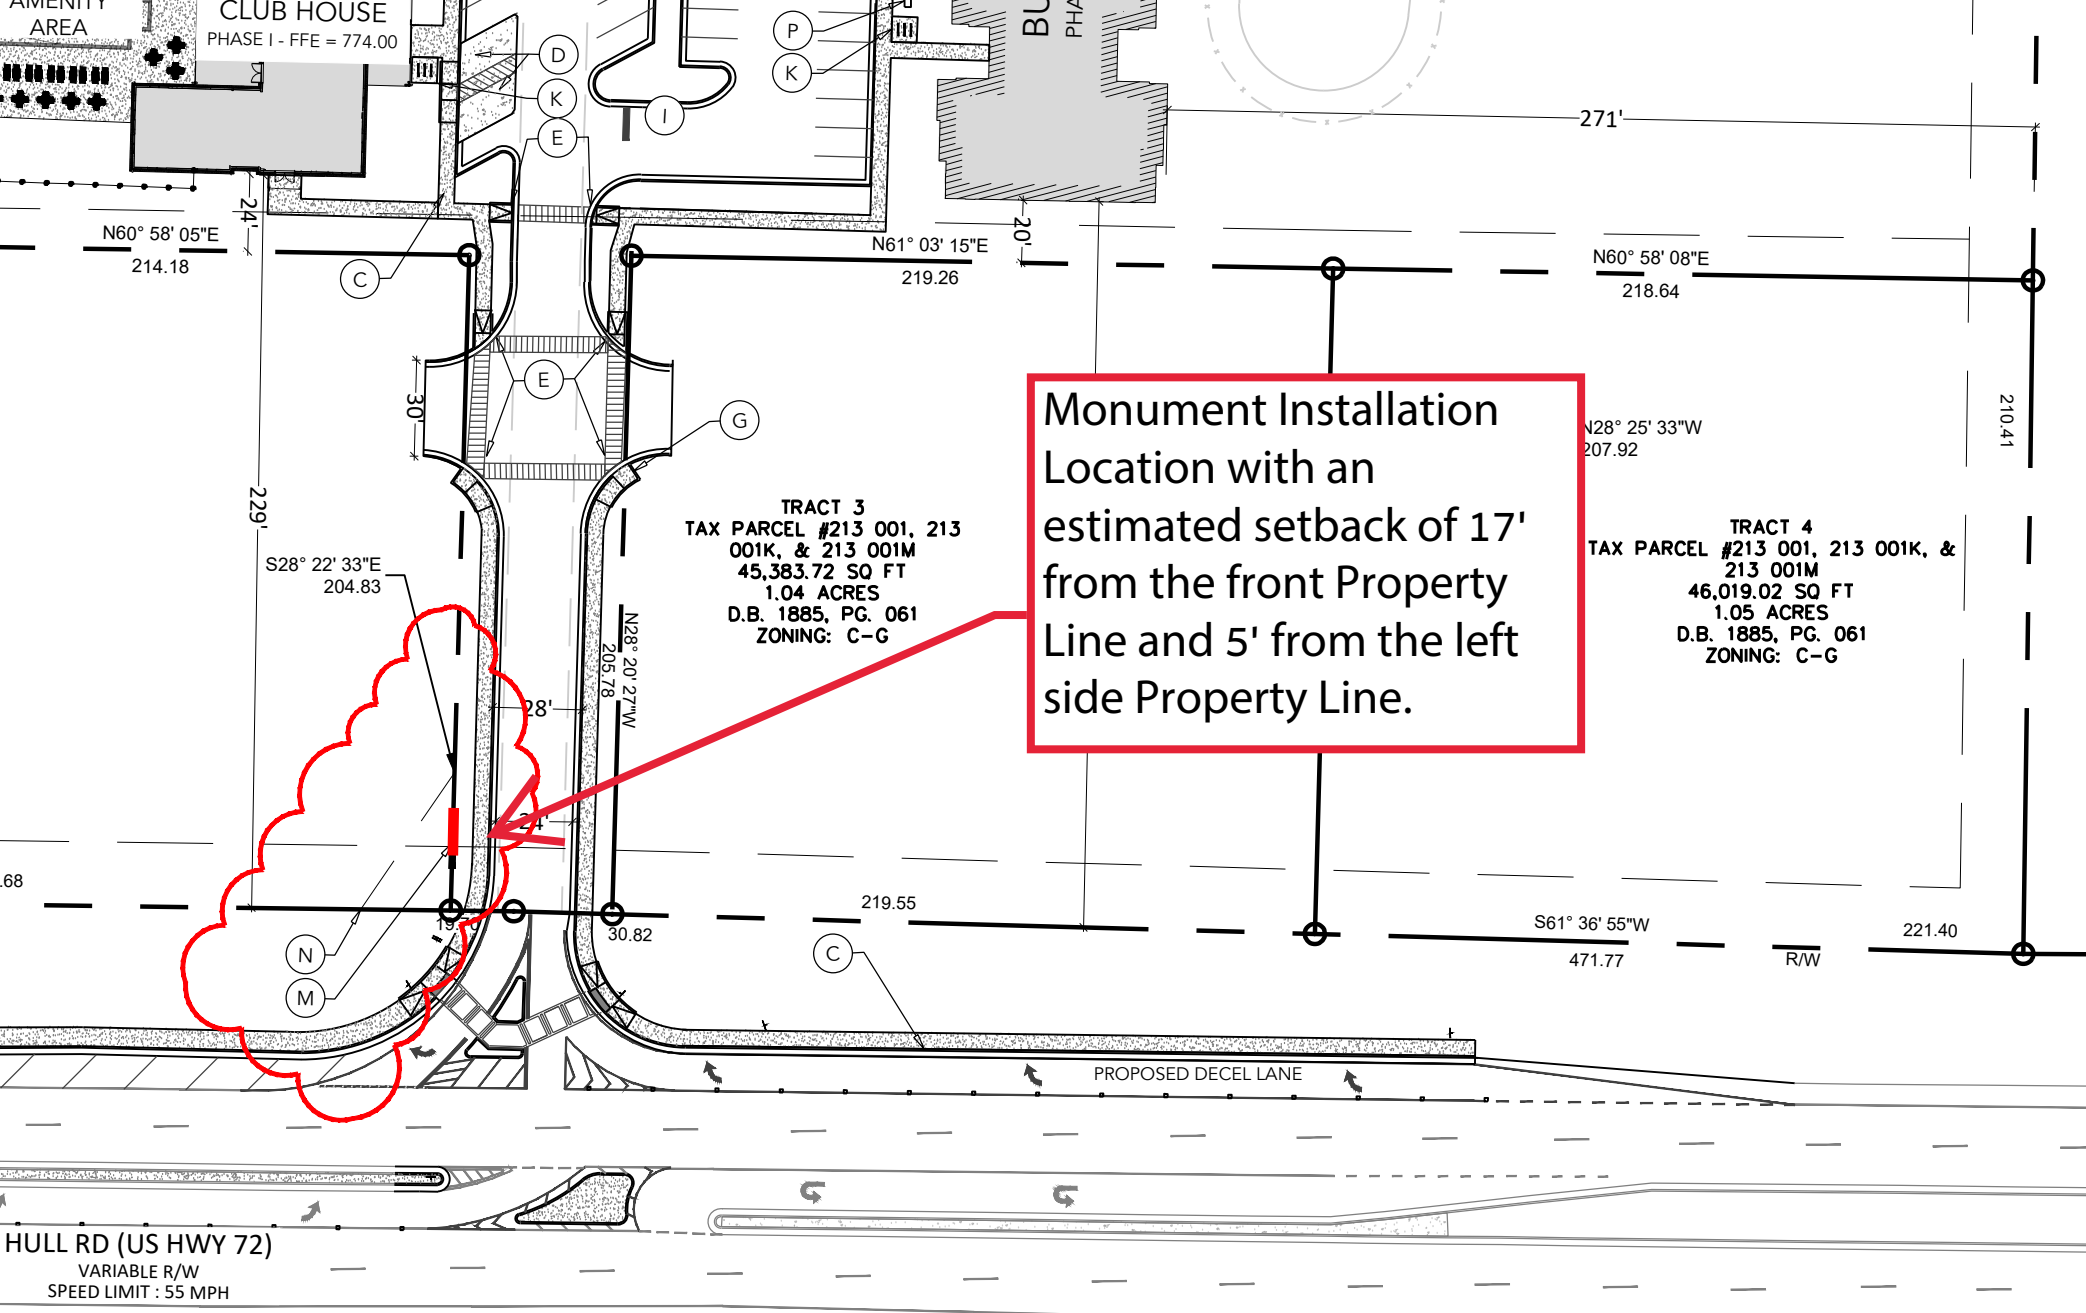 AMENITY
AREA
CLUB HOUSE
PHASE I - FFE = 774.00
D
K
E
I
P
K
271'
24'
N60° 58' 05"E
214.18
C
N61° 03' 15"E
219.26
20'
N60° 58' 08"E
218.64
30'
E
G
229'
S28° 22' 33"E
204.83
TRACT 3
TAX PARCEL #213 001, 213
001K, & 213 001M
45,383.72 SQ FT
1.04 ACRES
D.B. 1885, PG. 061
ZONING: C-G
N28° 20' 27"W
205.78
Monument Installation
Location with an
estimated setback of 17'
from the front Property
Line and 5' from the left
side Property Line.
N28° 25' 33"W
207.92
210.41
TRACT 4
TAX PARCEL #213 001, 213 001K, &
213 001M
46,019.02 SQ FT
1.05 ACRES
D.B. 1885, PG. 061
ZONING: C-G
28'
24'
.68
19.70
30.82
219.55
S61° 36' 55"W
471.77
R/W
221.40
N
M
C
PROPOSED DECEL LANE
HULL RD (US HWY 72)
VARIABLE R/W
SPEED LIMIT : 55 MPH